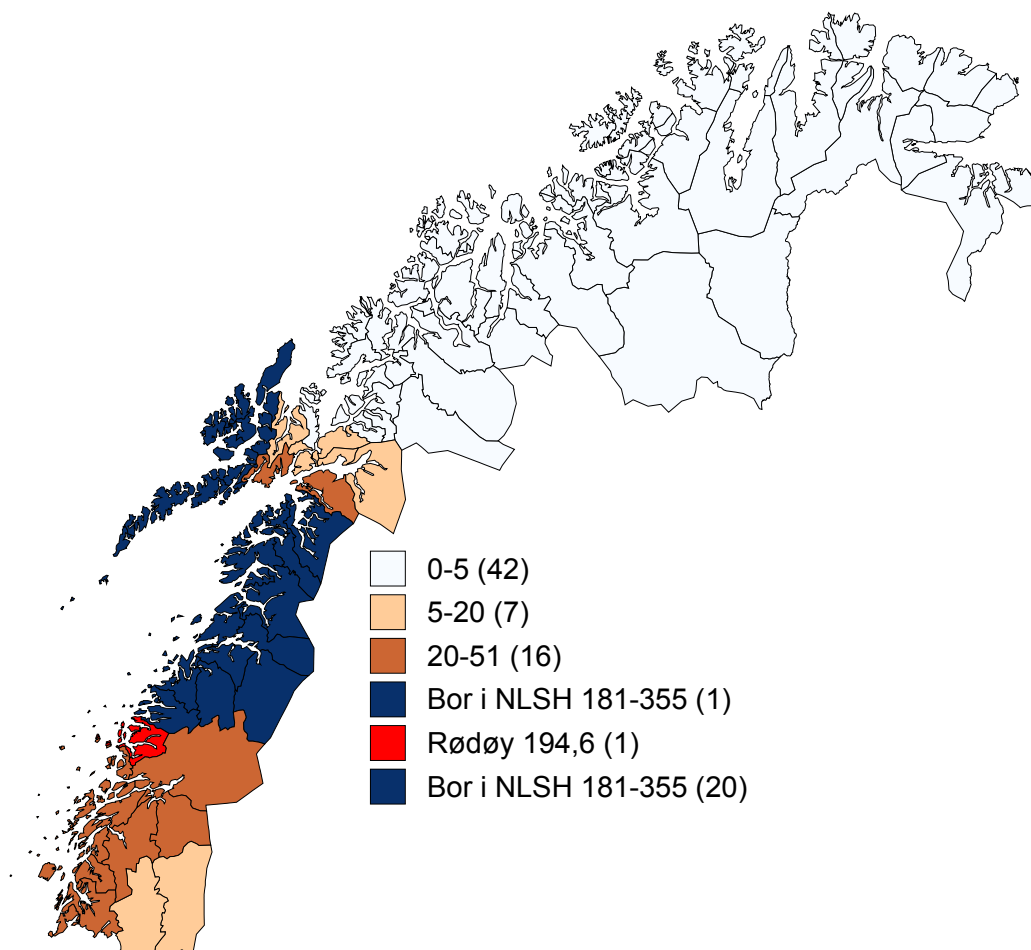 0-5 (42)
5-20 (7)
20-51 (16)
Bor i NLSH 181-355 (1)
Rødøy 194,6 (1)
Bor i NLSH 181-355 (20)